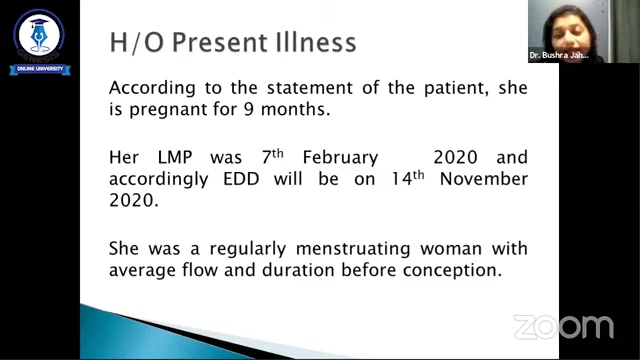 H/O Present Illness
According to the statement of the patient, she
is pregnant for 9 months.
Her LMP was 7th February 2020 and
accordingly EDD will be on 14th November
2020.
She was a regularly menstruating woman with
average flow and duration before conception.
GENESIS
ONLINE UNIVERSITY
Dr. Bushra Jah...
zoom